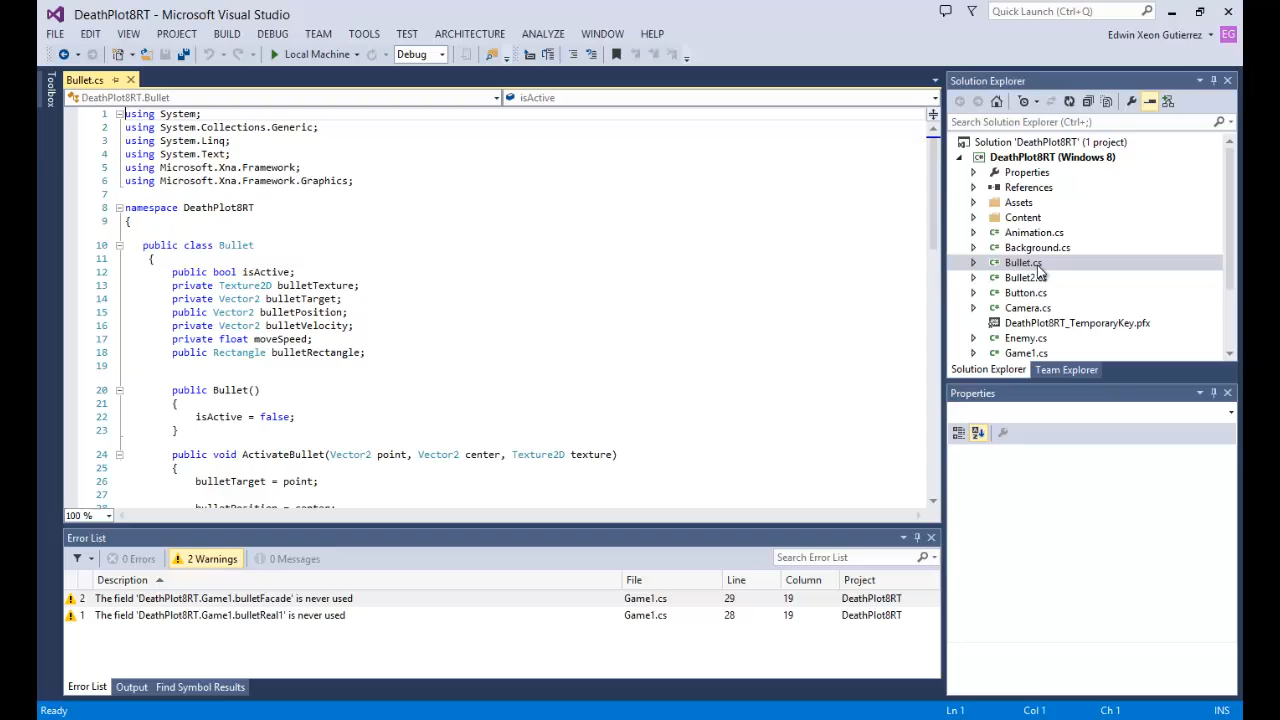 DeathPlot8RT - Microsoft Visual Studio
Quick Launch (Ctrl+Q)
FILE EDIT VIEW PROJECT BUILD DEBUG TEAM TOOLS TEST ARCHITECTURE ANALYZE WINDOW HELP
Edwin Xeon Gutierrez
EG
Local Machine
Debug
Toolbox
Bullet.cs
DeathPlot8RT.Bullet
isActive
1 using System;
2 using System.Collections.Generic;
3 using System.Linq;
4 using System.Text;
5 using Microsoft.Xna.Framework;
6 using Microsoft.Xna.Framework.Graphics;
7
8 namespace DeathPlot8RT
9 {
10 public class Bullet
11 {
12 public bool isActive;
13 private Texture2D bulletTexture;
14 private Vector2 bulletTarget;
15 public Vector2 bulletPosition;
16 private Vector2 bulletVelocity;
17 private float moveSpeed;
18 public Rectangle bulletRectangle;
19
20 public Bullet()
21 {
22 isActive = false;
23 }
24 public void ActivateBullet(Vector2 point, Vector2 center, Texture2D texture)
25 {
26 bulletTarget = point;
27
28 bulletPosition = center;
100 %
Solution Explorer
Search Solution Explorer (Ctrl+;)
Solution 'DeathPlot8RT' (1 project)
DeathPlot8RT (Windows 8)
Properties
References
Assets
Content
Animation.cs
Background.cs
Bullet.cs
Bullet2.cs
Button.cs
Camera.cs
DeathPlot8RT_TemporaryKey.pfx
Enemy.cs
Game1.cs
Solution Explorer Team Explorer
Properties
Error List
0 Errors 2 Warnings 0 Messages
Search Error List
Description File Line Column Project
2 The field 'DeathPlot8RT.Game1.bulletFacade' is never used Game1.cs 29 19 DeathPlot8RT
1 The field 'DeathPlot8RT.Game1.bulletReal1' is never used Game1.cs 28 19 DeathPlot8RT
Error List Output Find Symbol Results
Ready
Ln 1 Col 1 Ch 1 INS